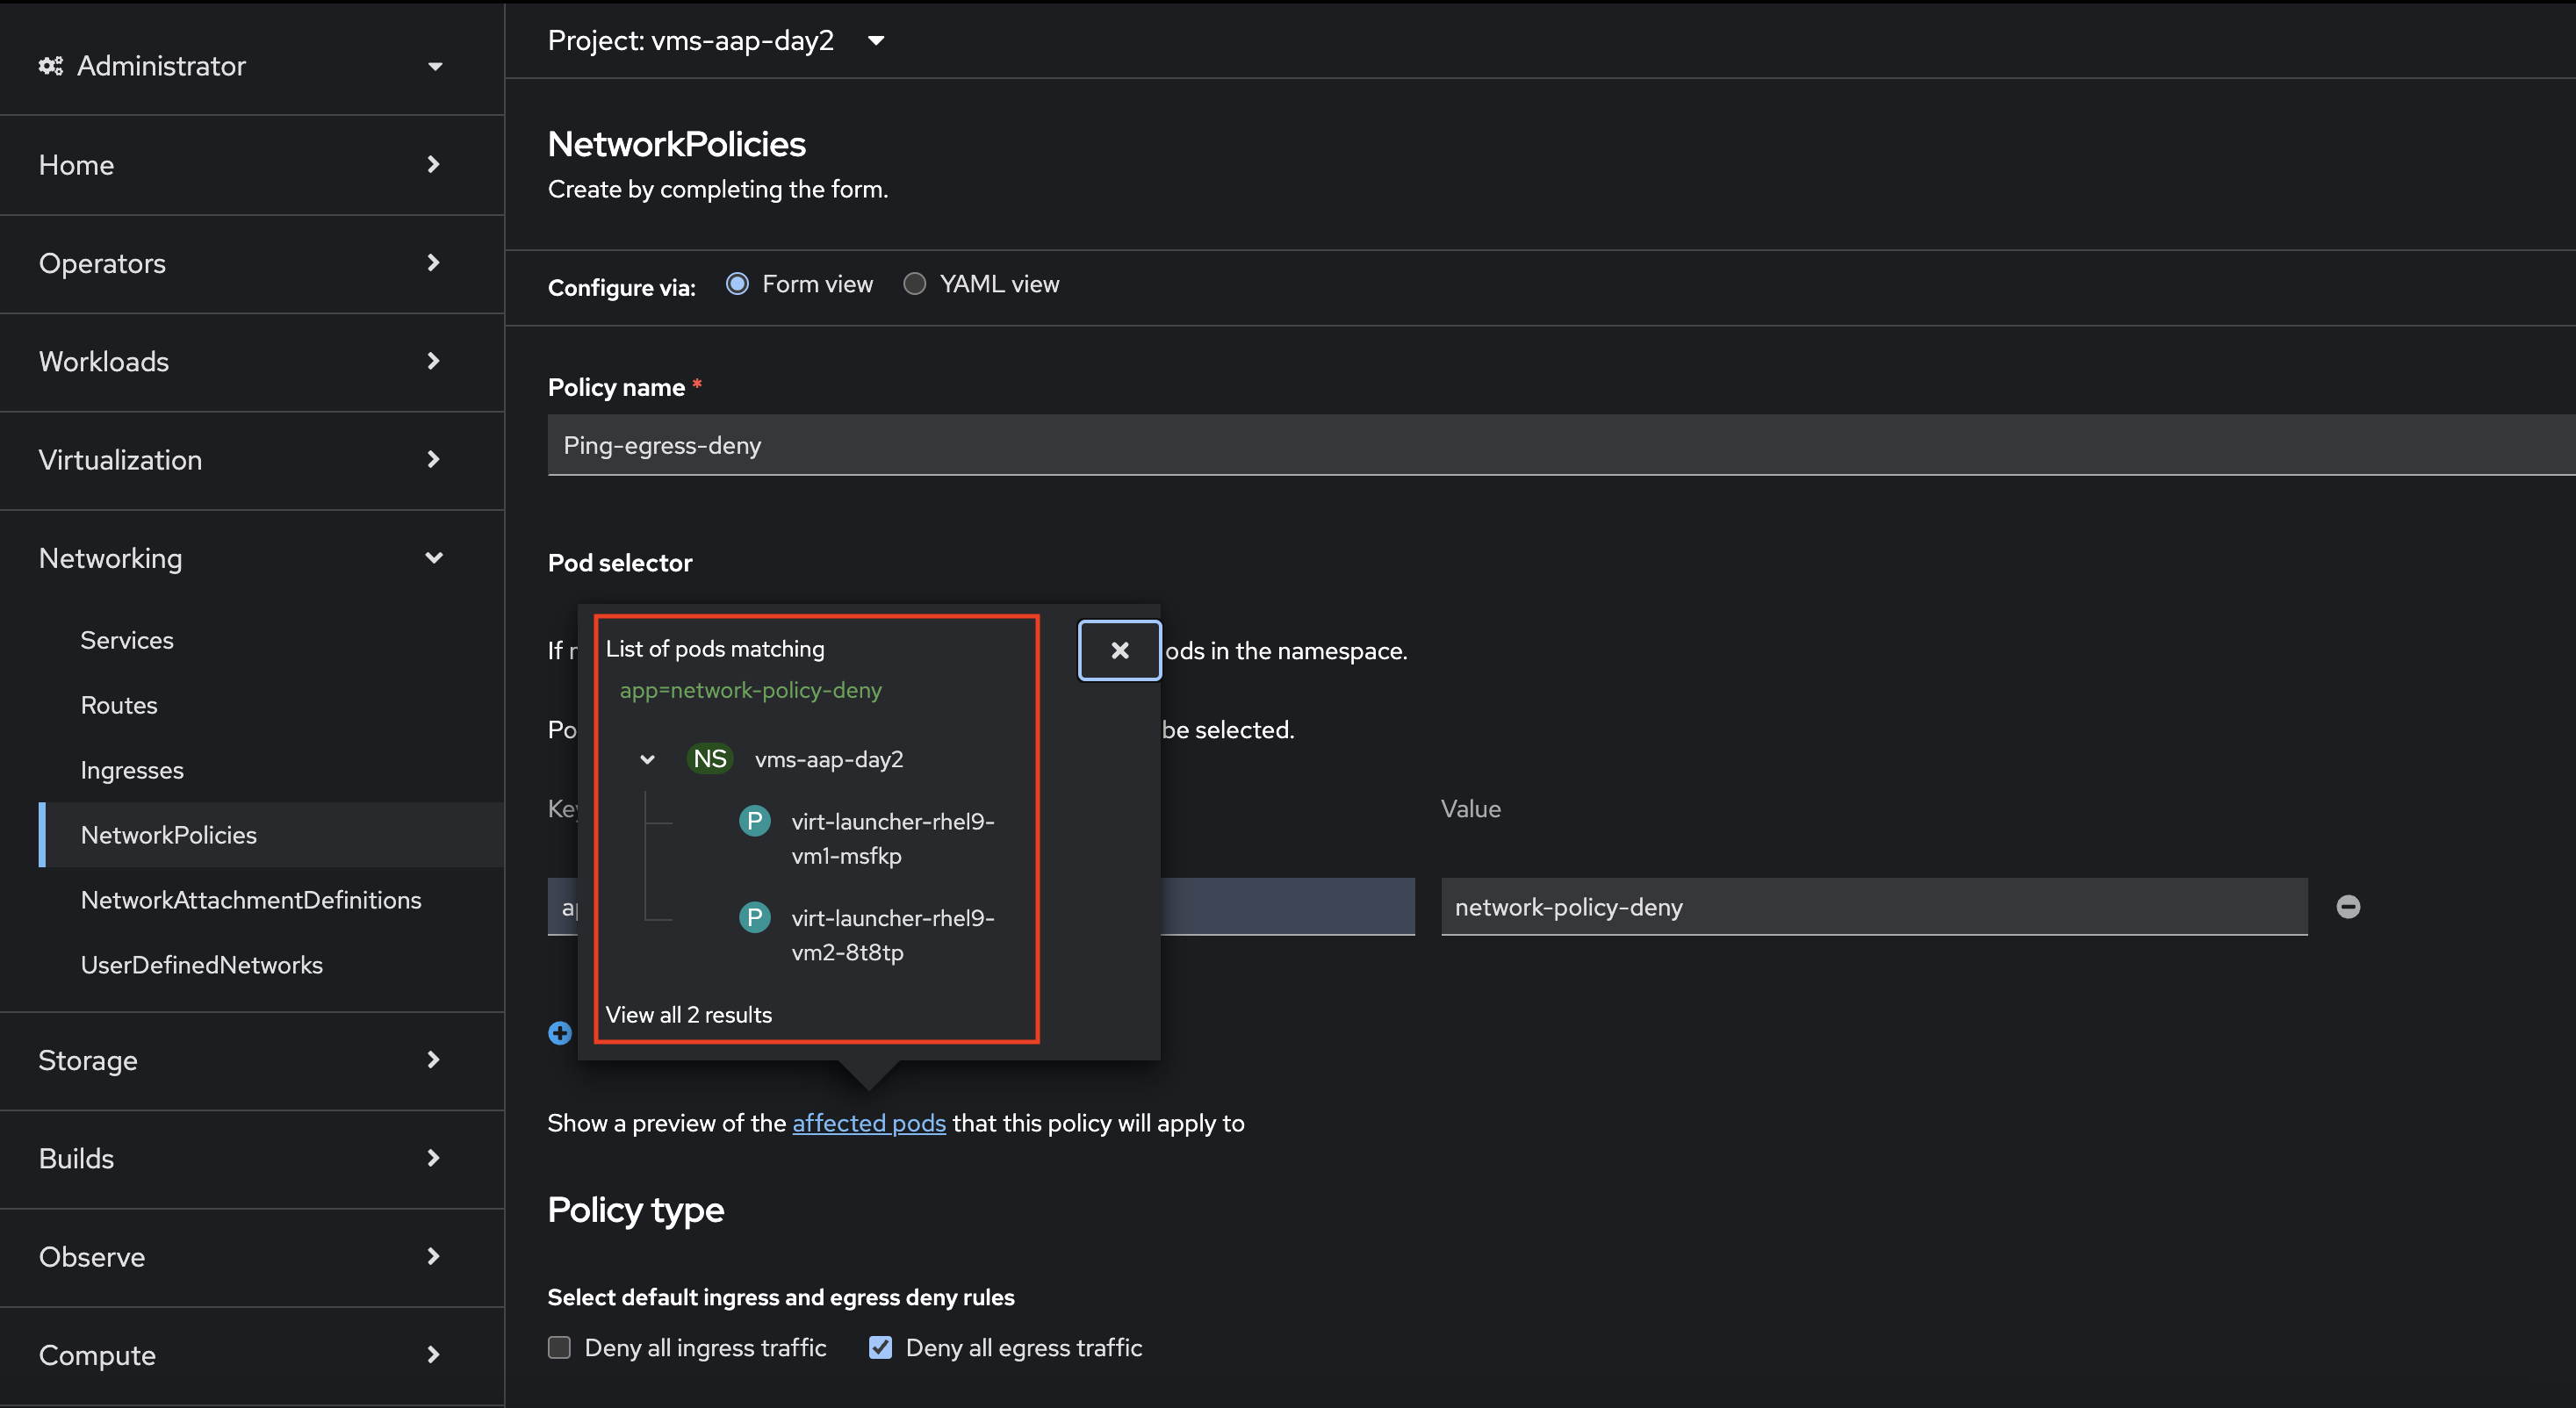 Administrator
Home
Operators
Workloads
Virtualization
Networking
Services
Routes
Ingresses
NetworkPolicies
NetworkAttachmentDefinitions
UserDefinedNetworks
Storage
Builds
Observe
Compute
Project: vms-aap-day2
NetworkPolicies
Create by completing the form.
Configure via: Form view YAML view
Policy name *
Ping-egress-deny
Pod selector
If ods in the namespace.
be selected.
Value
network-policy-deny
List of pods matching
app=network-policy-deny
NS vms-aap-day2
P virt-launcher-rhel9-
vm1-msfkp
P virt-launcher-rhel9-
vm2-8t8tp
View all 2 results
Show a preview of the affected pods that this policy will apply to
Policy type
Select default ingress and egress deny rules
Deny all ingress traffic Deny all egress traffic